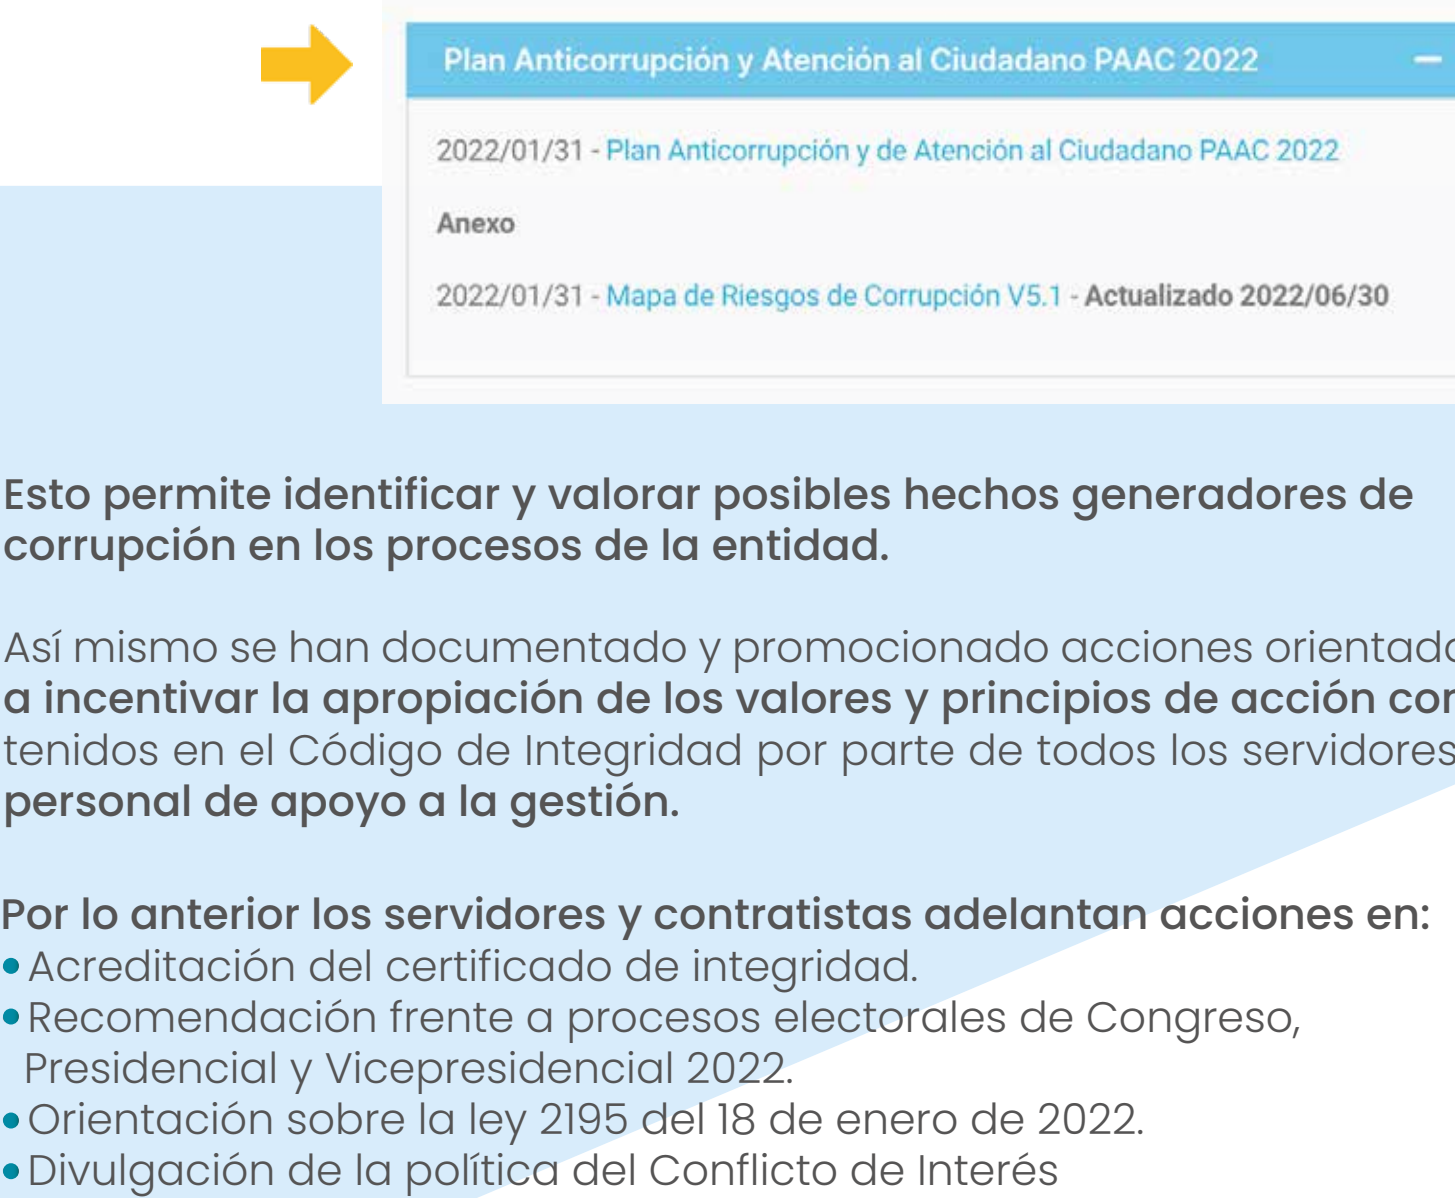 Plan Anticorrupción y Atención al Ciudadano PAAC 2022
2022/01/31 - Plan Anticorrupción y de Atención al Ciudadano PAAC 2022
Anexo
2022/01/31 - Mapa de Riesgos de Corrupción V5.1 - Actualizado 2022/06/30
Esto permite identificar y valorar posibles hechos generadores de
corrupción en los procesos de la entidad.
Así mismo se han documentado y promocionado acciones
a incentivar la apropiación de los valores y principios de acción con
tenidos en el Código de Integridad por parte de todos los servidores
personal de apoyo a la gestión.
Por lo anterior los servidores y contratistas adelantan acciones en:
• Acreditación del certificado de integridad.
• Recomendación frente a procesos electorales de Congreso,
Presidencial y Vicepresidencial 2022.
• Orientación sobre la ley 2195 del 18 de enero de 2022.
• Divulgación de la política del Conflicto de Interés